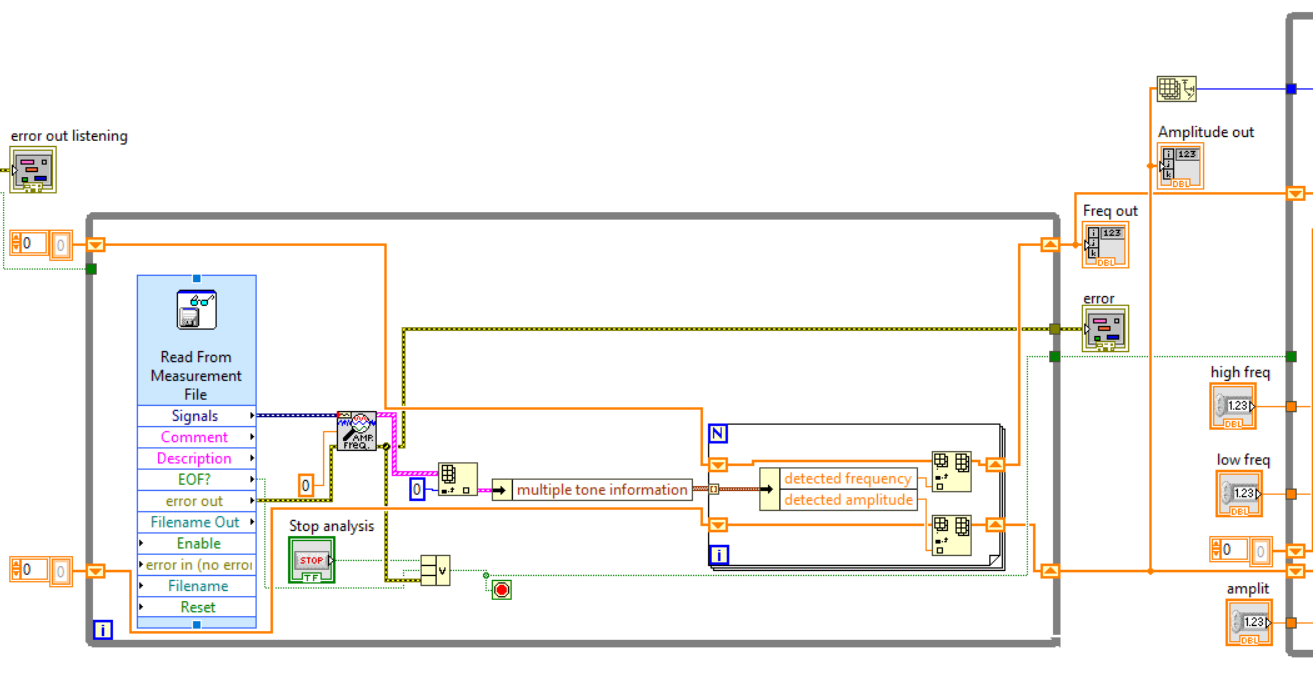 error out listening
Amplitude out
i 123
j
k
DBL
Freq out
i 123
j
k
DBL
0 0
error
Read From
Measurement
File
Signals
Comment
Description
EOF?
error out
Filename Out
Enable
error in (no erroi
Filename
Reset
AMP.
FREQ.
0
0
multiple tone information
N
detected frequency
detected amplitude
i
Stop analysis
STOP
TF
V
0 0
i
high freq
1.23
DBL
low freq
1.23
DBL
0 0
amplit
1.23
DBL